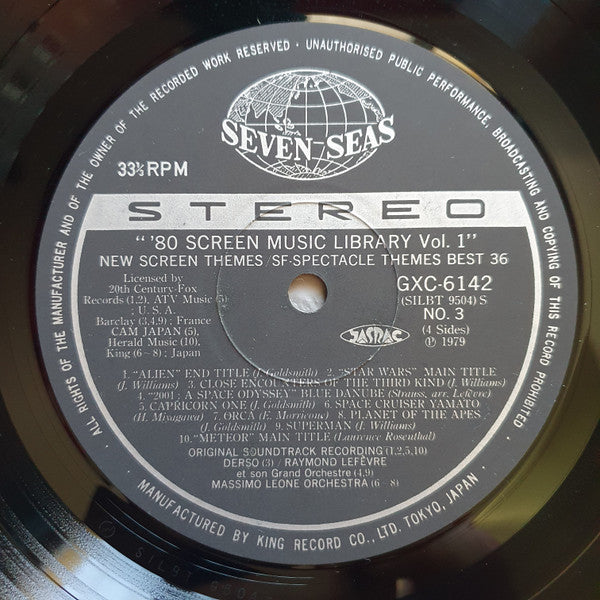 ALL RIGHTS OF THE MANUFACTURER AND OF THE OWNER OF THE RECORDED WORK RESERVED · UNAUTHORISED PUBLIC PERFORMANCE, BROADCASTING AND COPYING OF THIS RECORD PROHIBITED
SEVEN SEAS
33⅓RPM
STEREO
“ '80 SCREEN MUSIC LIBRARY Vol. 1”
NEW SCREEN THEMES/SF·SPECTACLE THEMES BEST 36
Licensed by
20th Century-Fox
Records (1.2), ATV Music (5)
; U.S.A.
Barclay (3,4,9) ; France
CAM JAPAN (5),
Herald Music (10),
King (6~8) ; Japan
GXC-6142
(SILBT 9504) S
NO. 3
(4 Sides)
Ⓟ 1979
JASRAC
1. “ALIEN” END TITLE (J. Goldsmith) 2. “STAR WARS” MAIN TITLE
(J. Williams) 3. CLOSE ENCOUNTERS OF THE THIRD KIND (J. Williams)
4. “2001 : A SPACE ODYSSEY” BLUE DANUBE (Strauss, arr. Lefèvre)
5. CAPRICORN ONE (J. Goldsmith) 6. SPACE CRUISER YAMATO
(H. Miyagawa) 7. ORCA (E. Morricone) 8. PLANET OF THE APES
(J. Goldsmith) 9. SUPERMAN (J. Williams)
10. “METEOR” MAIN TITLE (Laurence Rosenthal)
ORIGINAL SOUNDTRACK RECORDING (1,2,5,10)
DERSO (3) / RAYMOND LEFÈVRE
et son Grand Orchestre (4,9)
MASSIMO LEONE ORCHESTRA (6~8)
MANUFACTURED BY KING RECORD CO., LTD. TOKYO, JAPAN.